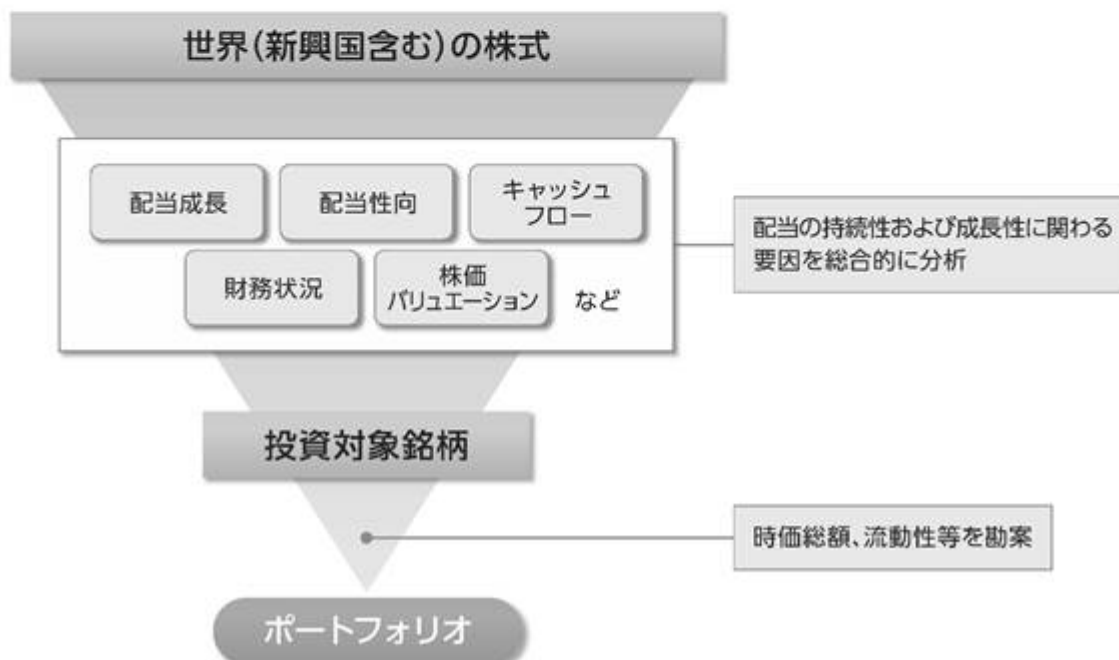 世界(新興国含む)の株式
配当成長
配当性向
キャッシュ
フロー
財務状況
株価
バリュエーション
など
配当の持続性および成長性に関わる
要因を総合的に分析
投資対象銘柄
時価総額、流動性等を勘案
ポートフォリオ